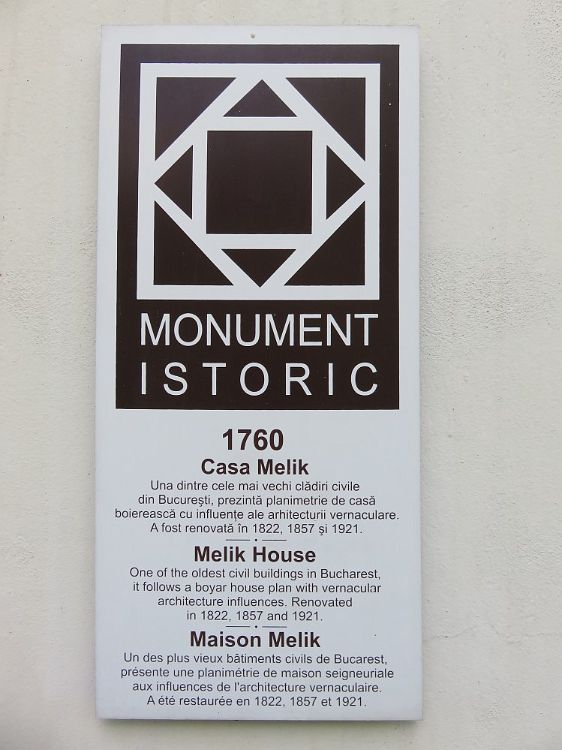 MONUMENT
ISTORIC
1760
Casa Melik
Una dintre cele mai vechi clădiri civile
din București, prezintă planimetrie de casă
boierească cu influențe ale arhitecturii vernaculare.
A fost renovată în 1822, 1857 și 1921.
Melik House
One of the oldest civil buildings in Bucharest,
it follows a boyar house plan with vernacular
architecture influences. Renovated
in 1822, 1857 and 1921.
Maison Melik
Un des plus vieux bâtiments civils de Bucarest,
présente une planimétrie de maison seigneuriale
aux influences de l'architecture vernaculaire.
A été restaurée en 1822, 1857 et 1921.